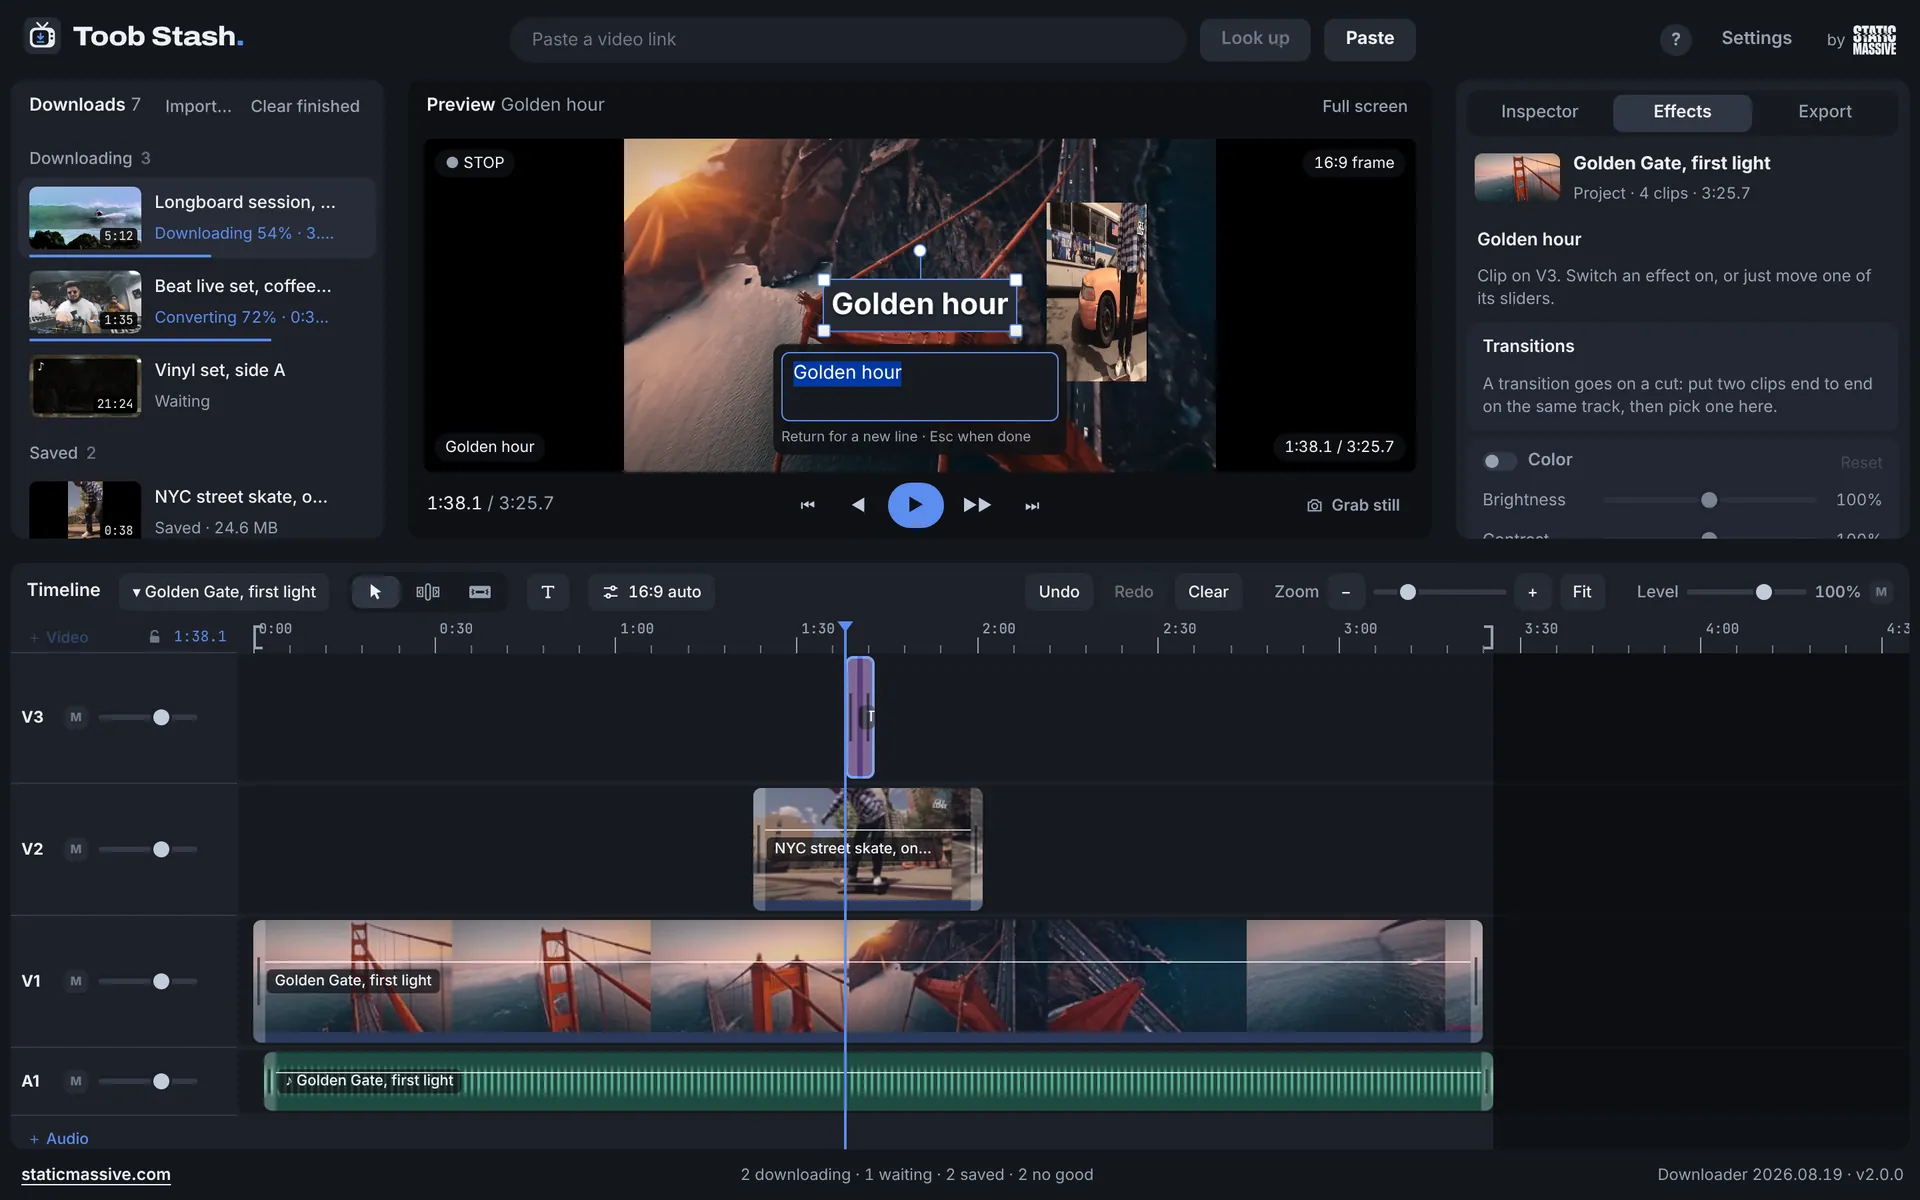 Toob Stash.
Paste a video link
Look up
Paste
?
Settings
by STATIC MASSIVE
Downloads 7
Import...
Clear finished
Downloading 3
Longboard session, ...
Downloading 54% · 3....
5:12
Beat live set, coffee...
Converting 72% · 0:3...
1:35
Vinyl set, side A
Waiting
21:24
Saved 2
NYC street skate, o...
Saved · 24.6 MB
0:38
Preview Golden hour
Full screen
STOP
16:9 frame
Golden hour
Golden hour
Return for a new line · Esc when done
Golden hour
1:38.1 / 3:25.7
1:38.1 / 3:25.7
Grab still
Inspector
Effects
Export
Golden Gate, first light
Project · 4 clips · 3:25.7
Golden hour
Clip on V3. Switch an effect on, or just move one of
its sliders.
Transitions
A transition goes on a cut: put two clips end to end
on the same track, then pick one here.
Color
Reset
Brightness
100%
Contrast
100%
Timeline
▾ Golden Gate, first light
T
16:9 auto
Undo
Redo
Clear
Zoom
−
+
Fit
Level
100%
M
+ Video
1:38.1
0:00
0:30
1:00
1:30
2:00
2:30
3:00
3:30
4:00
4:3
V3
M
T
V2
M
NYC street skate, on...
V1
M
Golden Gate, first light
A1
M
♪ Golden Gate, first light
+ Audio
staticmassive.com
2 downloading · 1 waiting · 2 saved · 2 no good
Downloader 2026.08.19 · v2.0.0